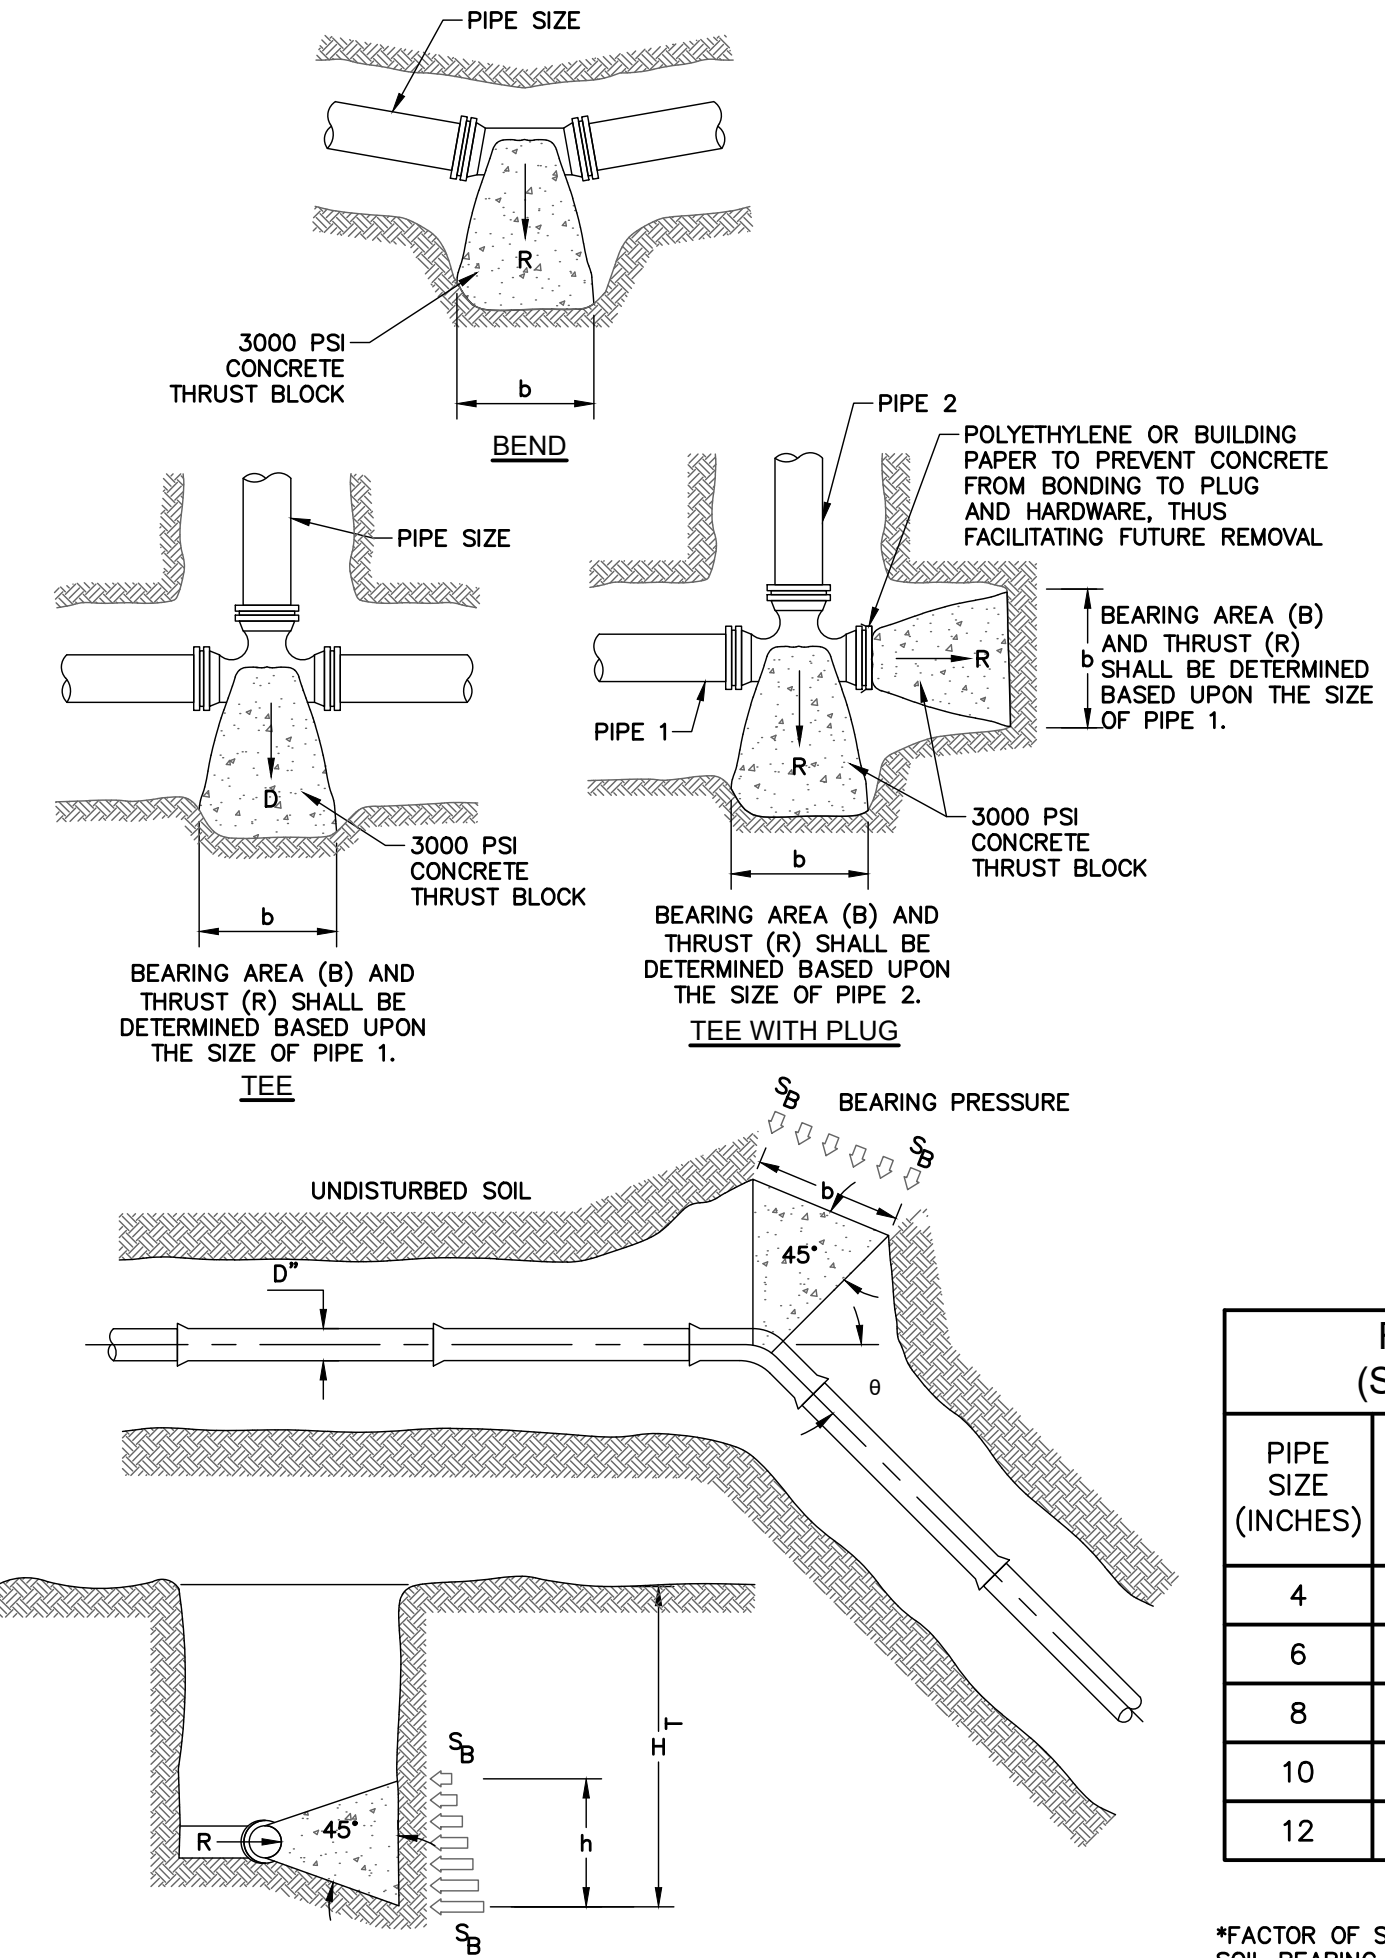 PIPE SIZE
R
3000 PSI
CONCRETE
THRUST BLOCK
b
BEND
PIPE SIZE
D
3000 PSI
CONCRETE
THRUST BLOCK
b
BEARING AREA (B) AND
THRUST (R) SHALL BE
DETERMINED BASED UPON
THE SIZE OF PIPE 1.
TEE
PIPE 2
POLYETHYLENE OR BUILDING
PAPER TO PREVENT CONCRETE
FROM BONDING TO PLUG
AND HARDWARE, THUS
FACILITATING FUTURE REMOVAL
R
b
BEARING AREA (B)
AND THRUST (R)
SHALL BE DETERMINED
BASED UPON THE SIZE
OF PIPE 1.
PIPE 1
R
3000 PSI
CONCRETE
THRUST BLOCK
b
BEARING AREA (B) AND
THRUST (R) SHALL BE
DETERMINED BASED UPON
THE SIZE OF PIPE 2.
TEE WITH PLUG
SB
BEARING PRESSURE
SB
UNDISTURBED SOIL
b
45°
D"
θ
HT
SB
R
45°
h
SB
PIPE
SIZE
(INCHES)
4
6
8
10
12
*FACTOR OF